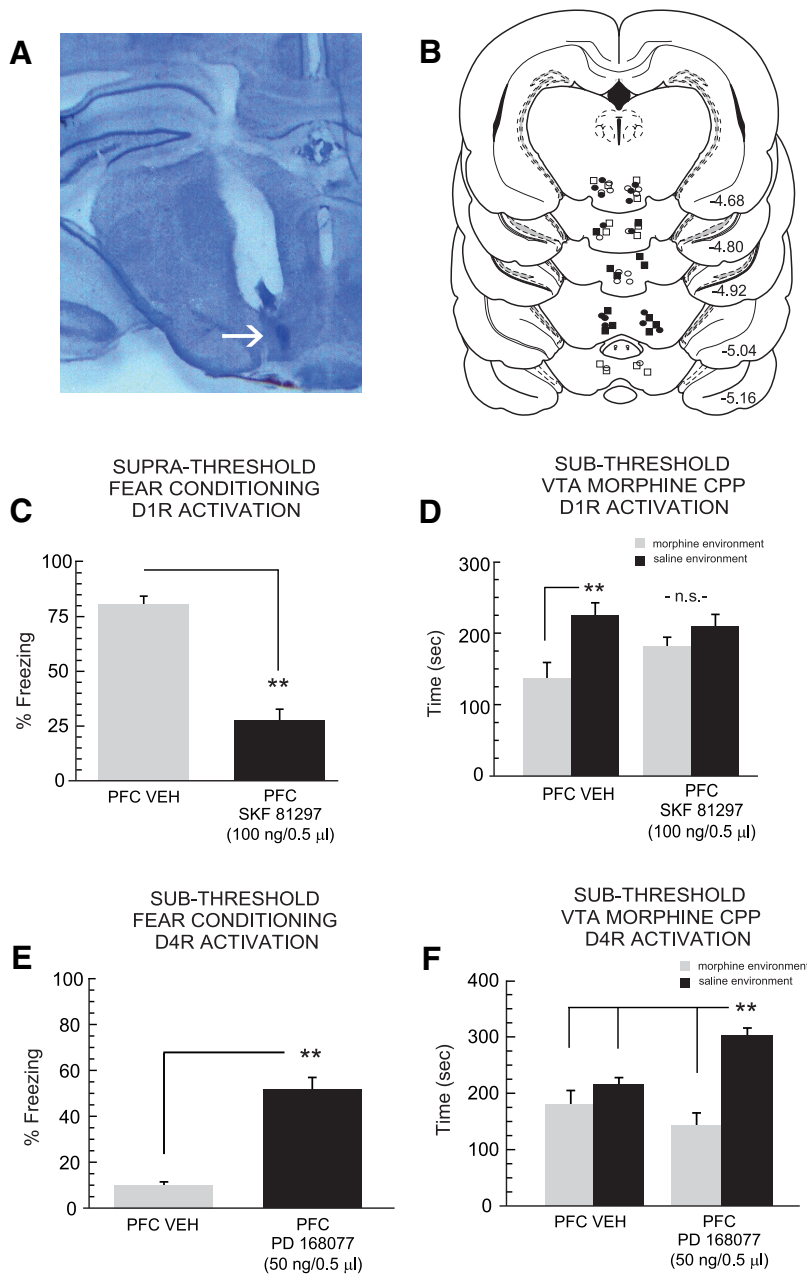 A
B
-4.68
-4.80
-4.92
-5.04
-5.16
SUPRA-THRESHOLD
FEAR CONDITIONING
D1R ACTIVATION
C
100
75
50
25
0
% Freezing
**
PFC VEH
PFC
SKF 81297
(100 ng/0.5 µl)
SUB-THRESHOLD
VTA MORPHINE CPP
D1R ACTIVATION
D
morphine environment
saline environment
300
200
100
0
Time (sec)
**
- n.s.-
PFC VEH
PFC
SKF 81297
(100 ng/0.5 µl)
SUB-THRESHOLD
FEAR CONDITIONING
D4R ACTIVATION
E
100
80
60
40
20
0
% Freezing
**
PFC VEH
PFC
PD 168077
(50 ng/0.5 µl)
SUB-THRESHOLD
VTA MORPHINE CPP
D4R ACTIVATION
F
morphine environment
saline environment
400
300
200
100
0
Time (sec)
**
PFC VEH
PFC
PD 168077
(50 ng/0.5 µl)